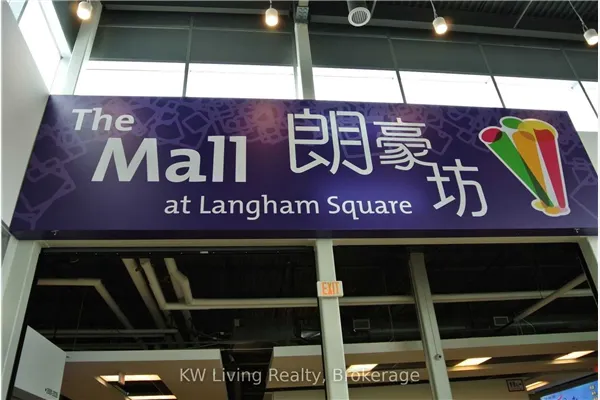 The
Mall
at Langham Square
朗豪坊
EXIT
KW Living Realty, Brokerage